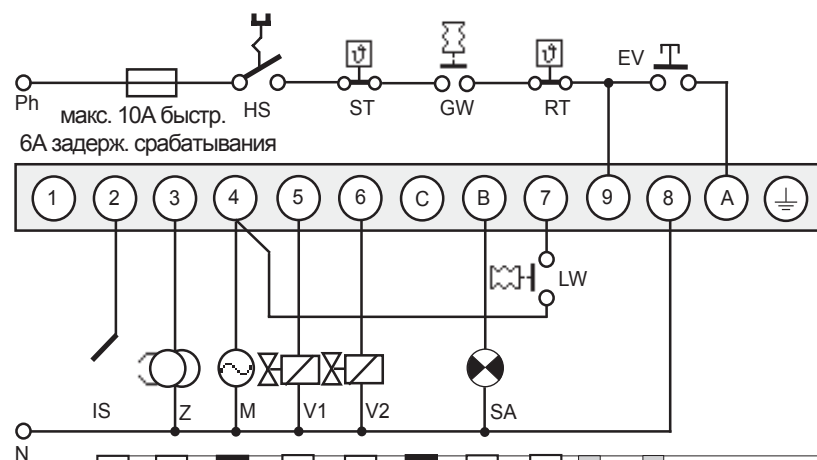 EV
Ph
HS
ST
GW
RT
макс. 10А быстр.
6А задерж. срабатывания
1 2 3 4 5 6 C B 7 9 8 A
LW
IS
Z
M
V1
V2
SA
N